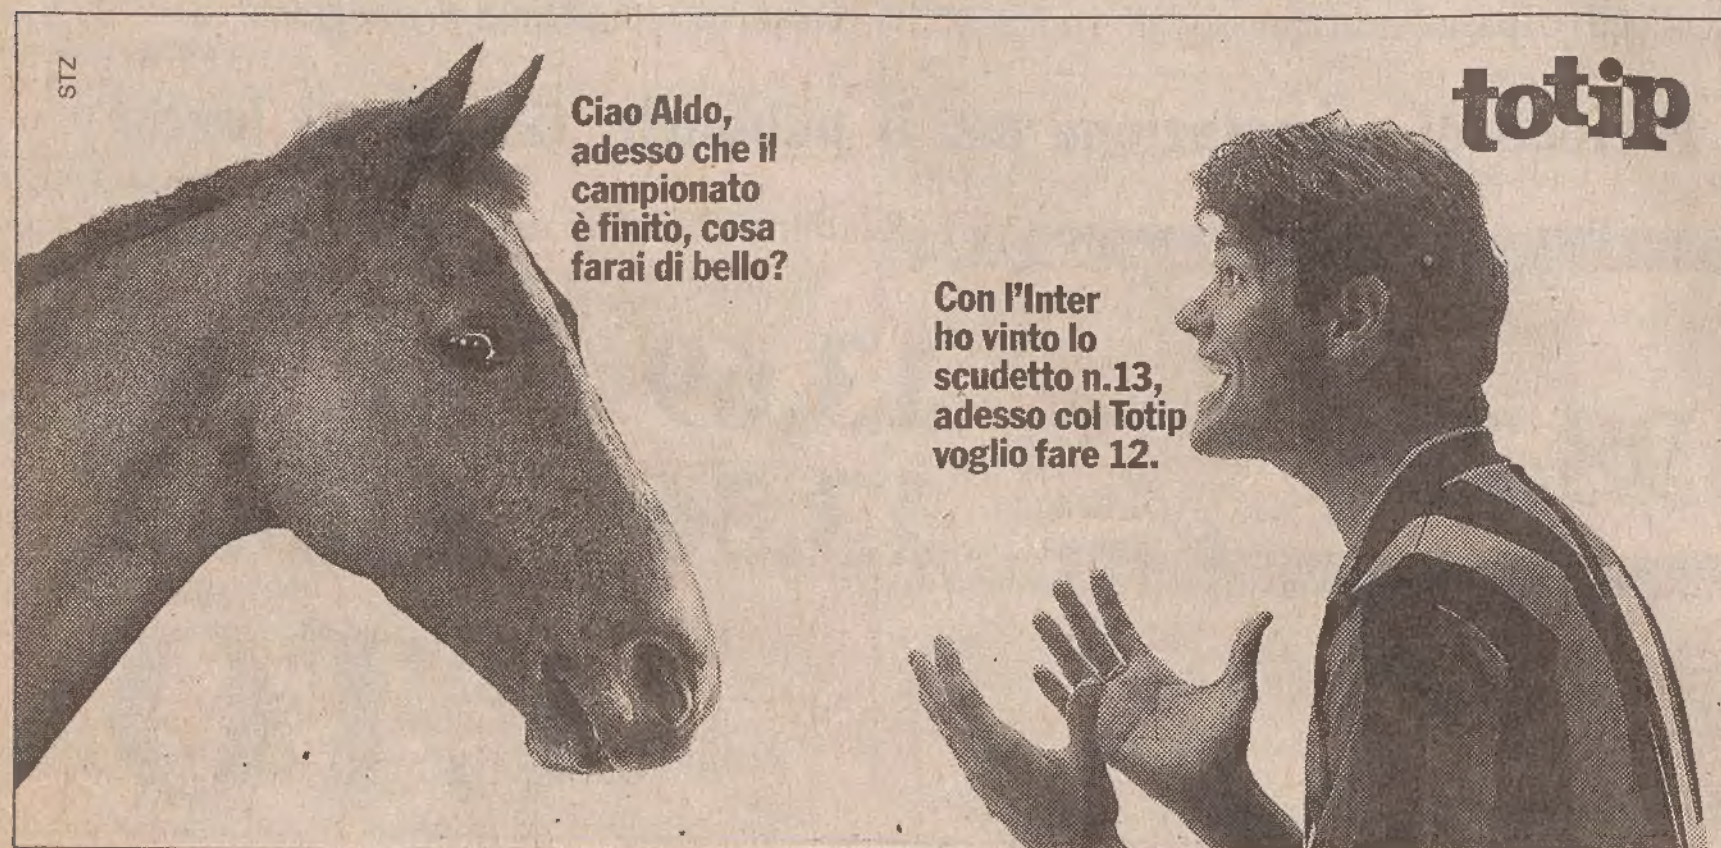 STZ
Ciao Aldo,
adesso che il
campionato
è finito, cosa
farai di bello?
totip
Con l'Inter
ho vinto lo
scudetto n.13,
adesso col Totip
voglio fare 12.